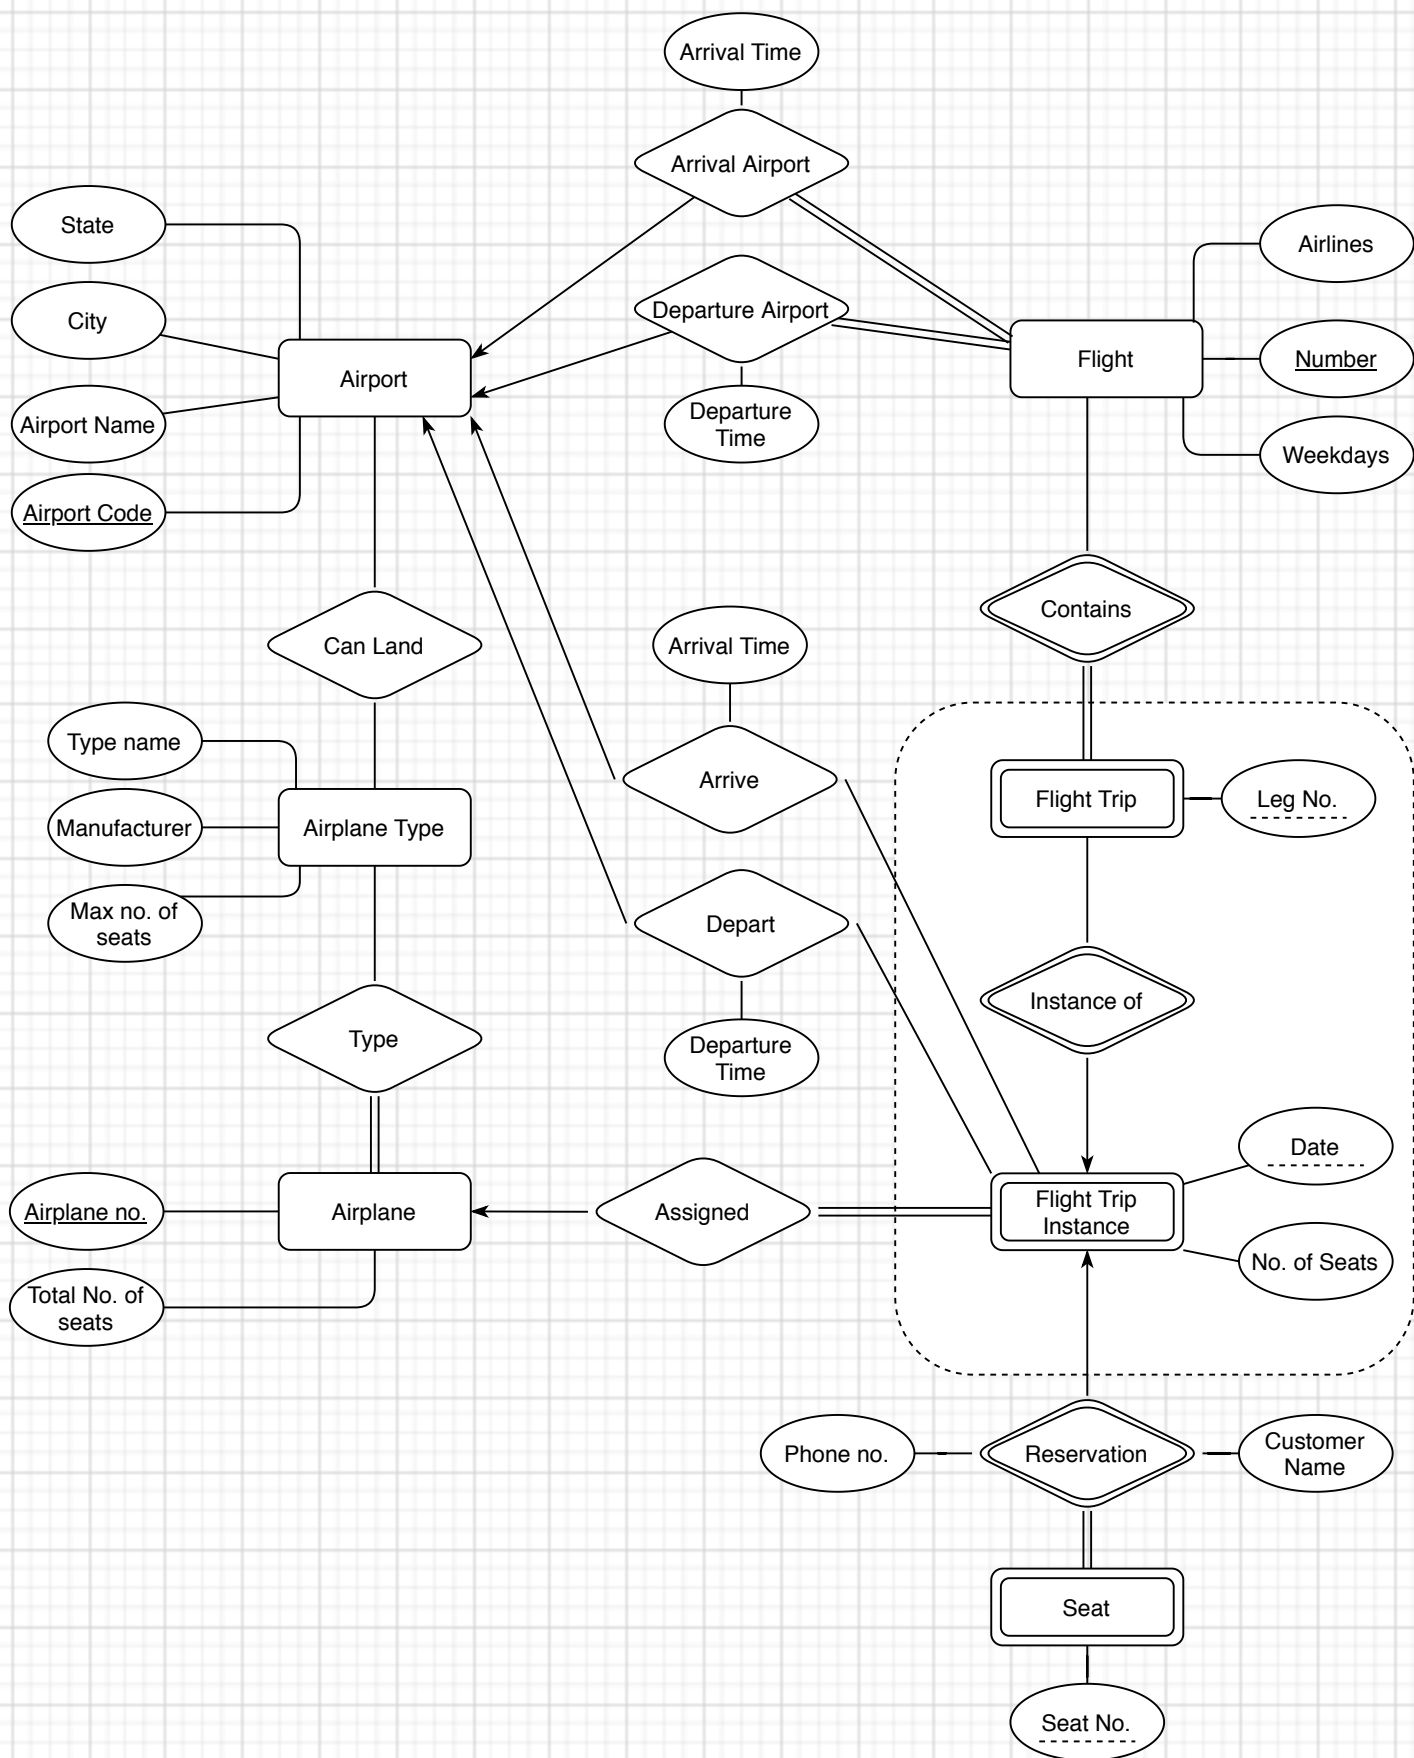 Arrival Time
Arrival Airport
State
Airlines
City
Departure Airport
Airport
Flight
Number
Airport Name
Departure
Time
Weekdays
Airport Code
Contains
Can Land
Arrival Time
Type name
Arrive
Flight Trip
Leg No.
Manufacturer
Airplane Type
Max no. of
seats
Depart
Instance of
Type
Departure
Time
Date
Airplane no.
Airplane
Assigned
Flight Trip
Instance
No. of Seats
Total No. of
seats
Phone no.
Reservation
Customer
Name
Seat
Seat No.